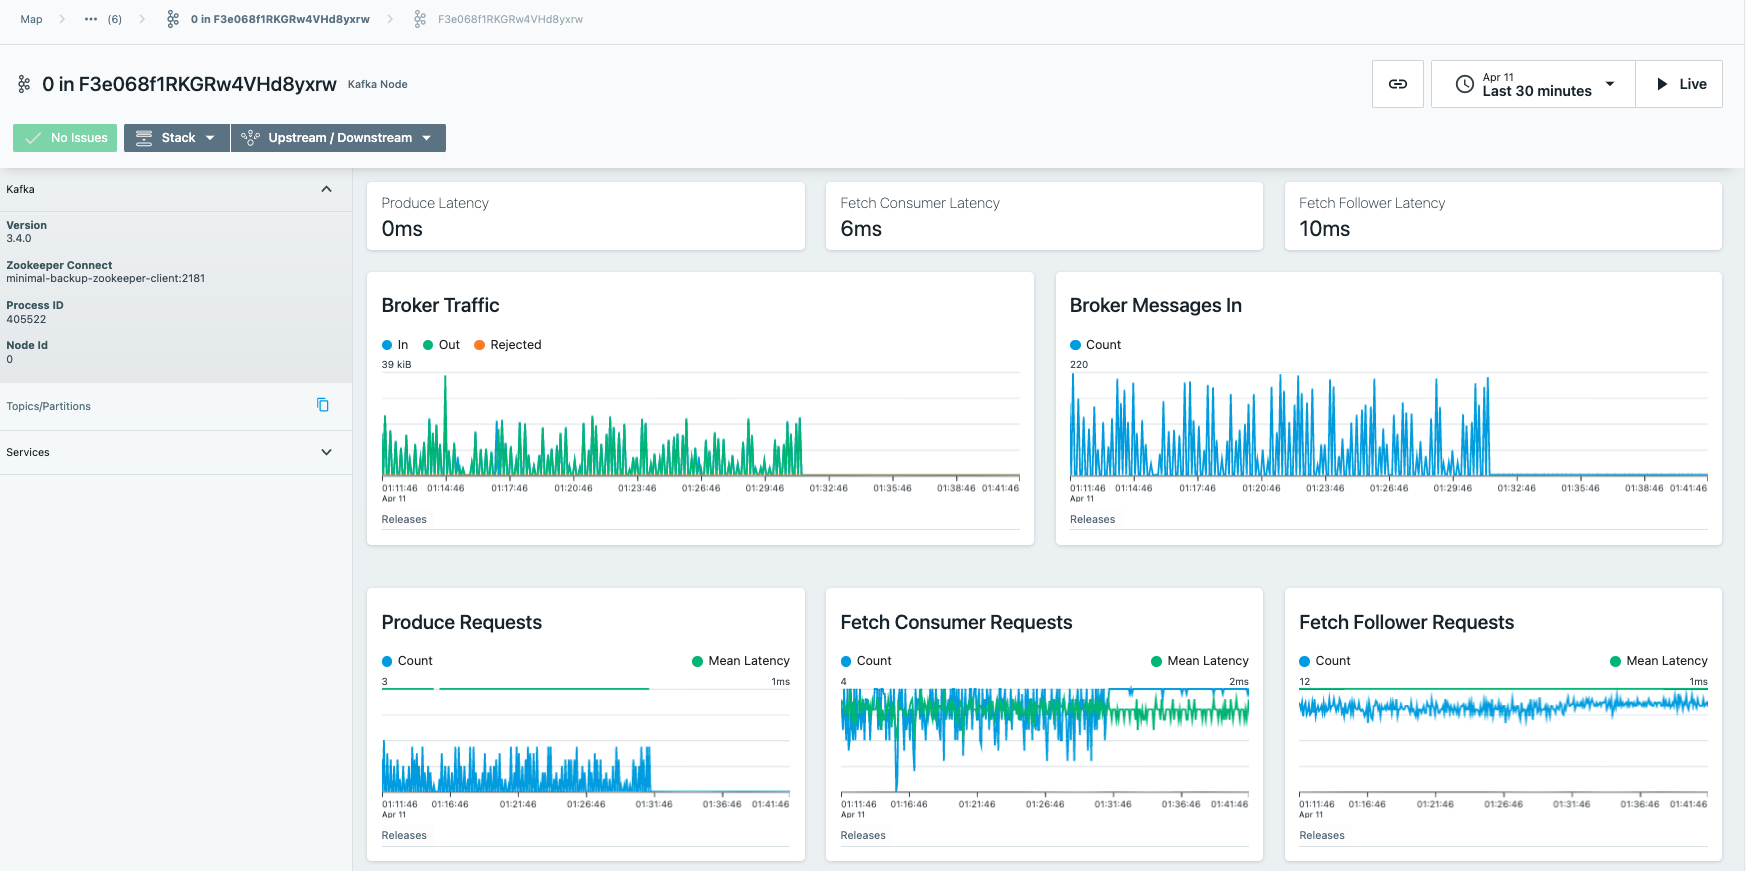 Map ••• (6) 0 in F3e068f1RKGRw4VHd8yxrw F3e068f1RKGRw4VHd8yxrw
0 in F3e068f1RKGRw4VHd8yxrw Kafka Node
Apr 11
Last 30 minutes
Live
No Issues Stack Upstream / Downstream
Kafka
Version
3.4.0
Zookeeper Connect
minimal-backup-zookeeper-client:2181
Process ID
405522
Node Id
0
Topics/Partitions
Services
Produce Latency
0ms
Fetch Consumer Latency
6ms
Fetch Follower Latency
10ms
Broker Traffic
In Out Rejected
39 kiB
01:11:46 01:14:46 01:17:46 01:20:46 01:23:46 01:26:46 01:29:46 01:32:46 01:35:46 01:38:46 01:41:46
Apr 11
Releases
Broker Messages In
Count
220
01:11:46 01:14:46 01:17:46 01:20:46 01:23:46 01:26:46 01:29:46 01:32:46 01:35:46 01:38:46 01:41:46
Apr 11
Releases
Produce Requests
Count Mean Latency
3 1ms
01:11:46 01:16:46 01:21:46 01:26:46 01:31:46 01:36:46 01:41:46
Apr 11
Releases
Fetch Consumer Requests
Count Mean Latency
4 2ms
01:11:46 01:16:46 01:21:46 01:26:46 01:31:46 01:36:46 01:41:46
Apr 11
Releases
Fetch Follower Requests
Count Mean Latency
12 1ms
01:11:46 01:16:46 01:21:46 01:26:46 01:31:46 01:36:46 01:41:46
Apr 11
Releases